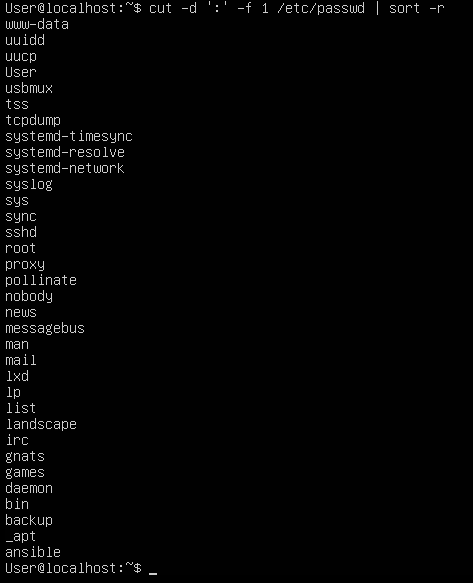 User@localhost:~$ cut -d ':' -f 1 /etc/passwd | sort -r
www-data
uuidd
uucp
User
usbmux
tss
tcpdump
systemd-timesync
systemd-resolve
systemd-network
syslog
sys
sync
sshd
root
proxy
pollinate
nobody
news
messagebus
man
mail
lxd
lp
list
landscape
irc
gnats
games
daemon
bin
backup
_apt
ansible
User@localhost:~$ _